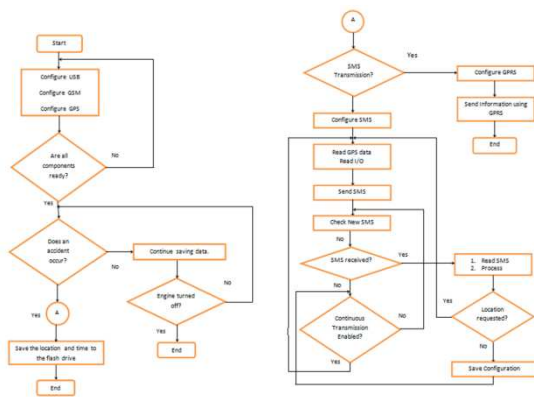 Start
Configure USB
Configure GSM
Configure GPS
Are all
components
ready?
No
Yes
Does an
accident
occur?
No
Continue saving data.
Engine turned
off?
No
Yes
End
Yes
A
Save the location and time to
the flash drive
End
A
SMS
Transmission?
Yes
Configure GPRS
Send Information using
GPRS
End
Configure SMS
Read GPS data
Read I/O
Send SMS
Check New SMS
No
SMS received?
Yes
1. Read SMS
2. Process
No
Continuous
Transmission
Enabled?
No
Yes
Yes
Location
requested?
No
Save Configuration